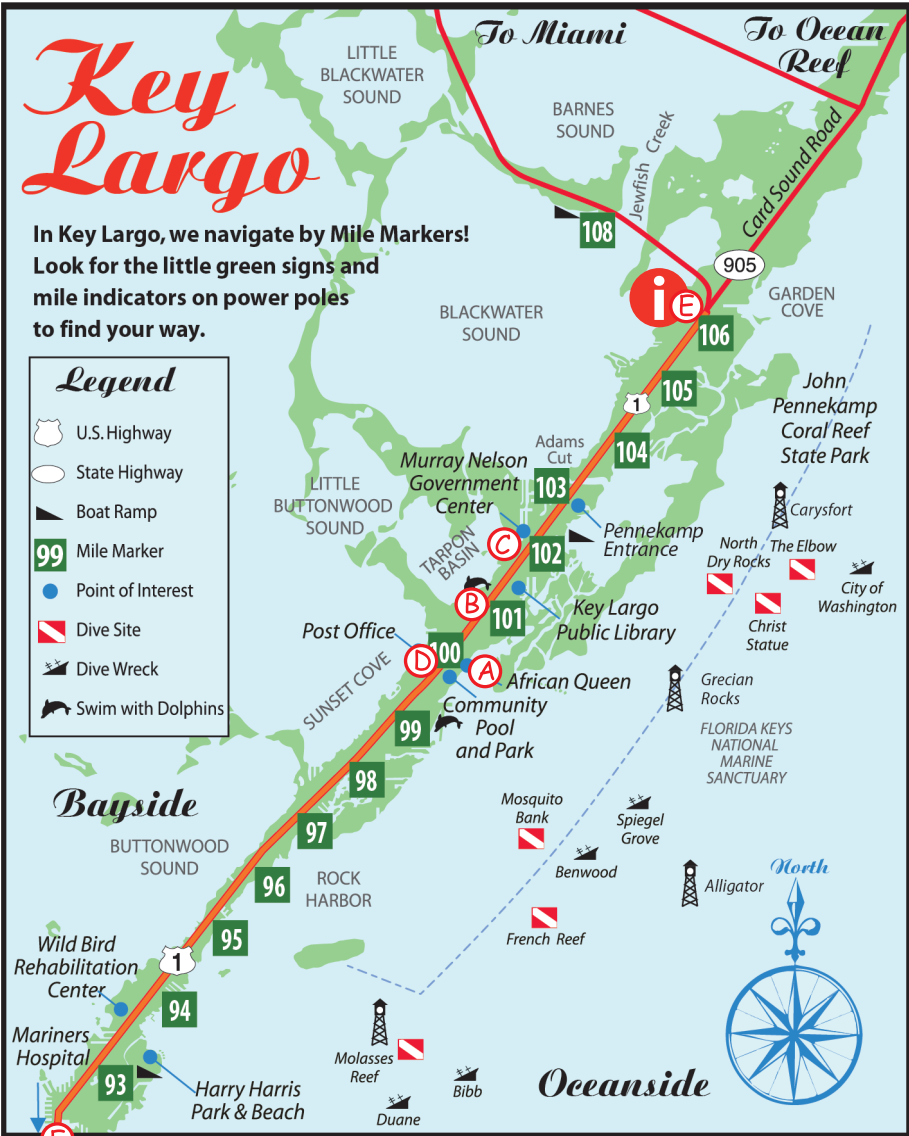 Key
Largo
To Miami
To Ocean
Reef
In Key Largo, we navigate by Mile Markers!
Look for the little green signs and
mile indicators on power poles
to find your way.
LITTLE
BLACKWATER
SOUND
BARNES
SOUND
Jewfish Creek
Card Sound Road
108
905
i
E
GARDEN
COVE
BLACKWATER
SOUND
106
105
1
104
John
Pennekamp
Coral Reef
State Park
Legend
U.S. Highway
State Highway
Boat Ramp
99
Mile Marker
Point of Interest
Dive Site
Dive Wreck
Swim with Dolphins
Adams
Cut
Murray Nelson
Government
Center
103
LITTLE
BUTTONWOOD
SOUND
TARPON
BASIN
C
102
Pennekamp
Entrance
Carysfort
North
Dry Rocks
The Elbow
City of
Washington
Christ
Statue
B
101
Key Largo
Public Library
Post Office
100
D
A
African Queen
SUNSET COVE
Community
Pool
and Park
99
Grecian
Rocks
FLORIDA KEYS
NATIONAL
MARINE
SANCTUARY
98
Bayside
97
BUTTONWOOD
SOUND
Mosquito
Bank
Spiegel
Grove
Benwood
96
ROCK
HARBOR
Alligator
North
French Reef
95
Wild Bird
Rehabilitation
Center
1
94
Mariners
Hospital
93
Harry Harris
Park & Beach
Molasses
Reef
Bibb
Duane
Oceanside